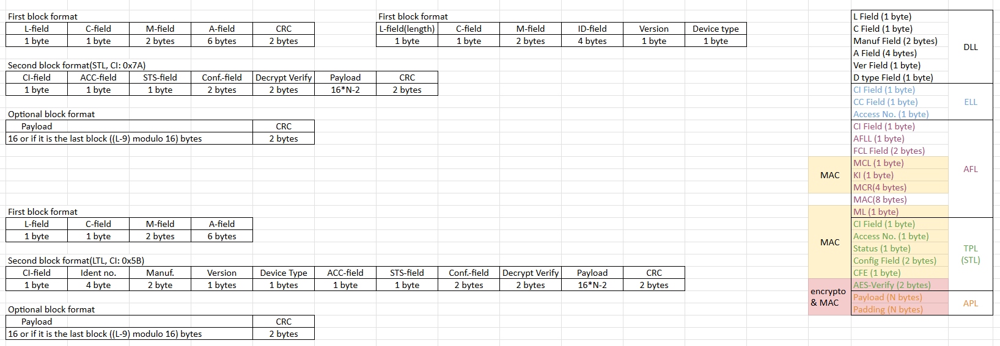 First block format
L-field C-field M-field A-field CRC
1 byte 1 byte 2 bytes 6 bytes 2 bytes
Second block format(STL, CI: 0x7A)
CI-field ACC-field STS-field Conf.-field Decrypt Verify Payload CRC
1 byte 1 byte 1 byte 2 bytes 2 bytes 16*N-2 2 bytes
Optional block format
Payload CRC
16 or if it is the last block ((L-9) modulo 16) bytes 2 bytes
First block format
L-field C-field M-field A-field
1 byte 1 byte 2 bytes 6 bytes
Second block format(LTL, CI: 0x5B)
CI-field Ident no. Manuf. Version Device Type ACC-field STS-field Conf.-field Decrypt Verify Payload CRC
1 byte 4 byte 2 byte 1 bytes 1 bytes 1 byte 1 byte 2 bytes 2 bytes 16*N-2 2 bytes
Optional block format
Payload CRC
16 or if it is the last block ((L-9) modulo 16) bytes 2 bytes
First block format
L-field(length) C-field M-field ID-field Version Device type
1 byte 1 byte 2 bytes 4 bytes 1 byte 1 byte
L Field (1 byte)
C Field (1 byte)
Manuf Field (2 bytes)
DLL
A Field (4 bytes)
Ver Field (1 byte)
D type Field (1 byte)
CI Field (1 byte)
CC Field (1 byte) ELL
Access No. (1 byte)
CI Field (1 byte)
AFLL (1 byte)
FCL Field (2 bytes)
MCL (1 byte)
MAC KI (1 byte) AFL
MCR(4 bytes)
MAC(8 bytes)
ML (1 byte)
CI Field (1 byte)
Access No. (1 byte)
MAC
Status (1 byte) TPL
Config Field (2 bytes) (STL)
CFE (1 byte)
AES-Verify (2 bytes)
encrypto
& MAC
Payload (N bytes)
APL
Padding (N bytes)